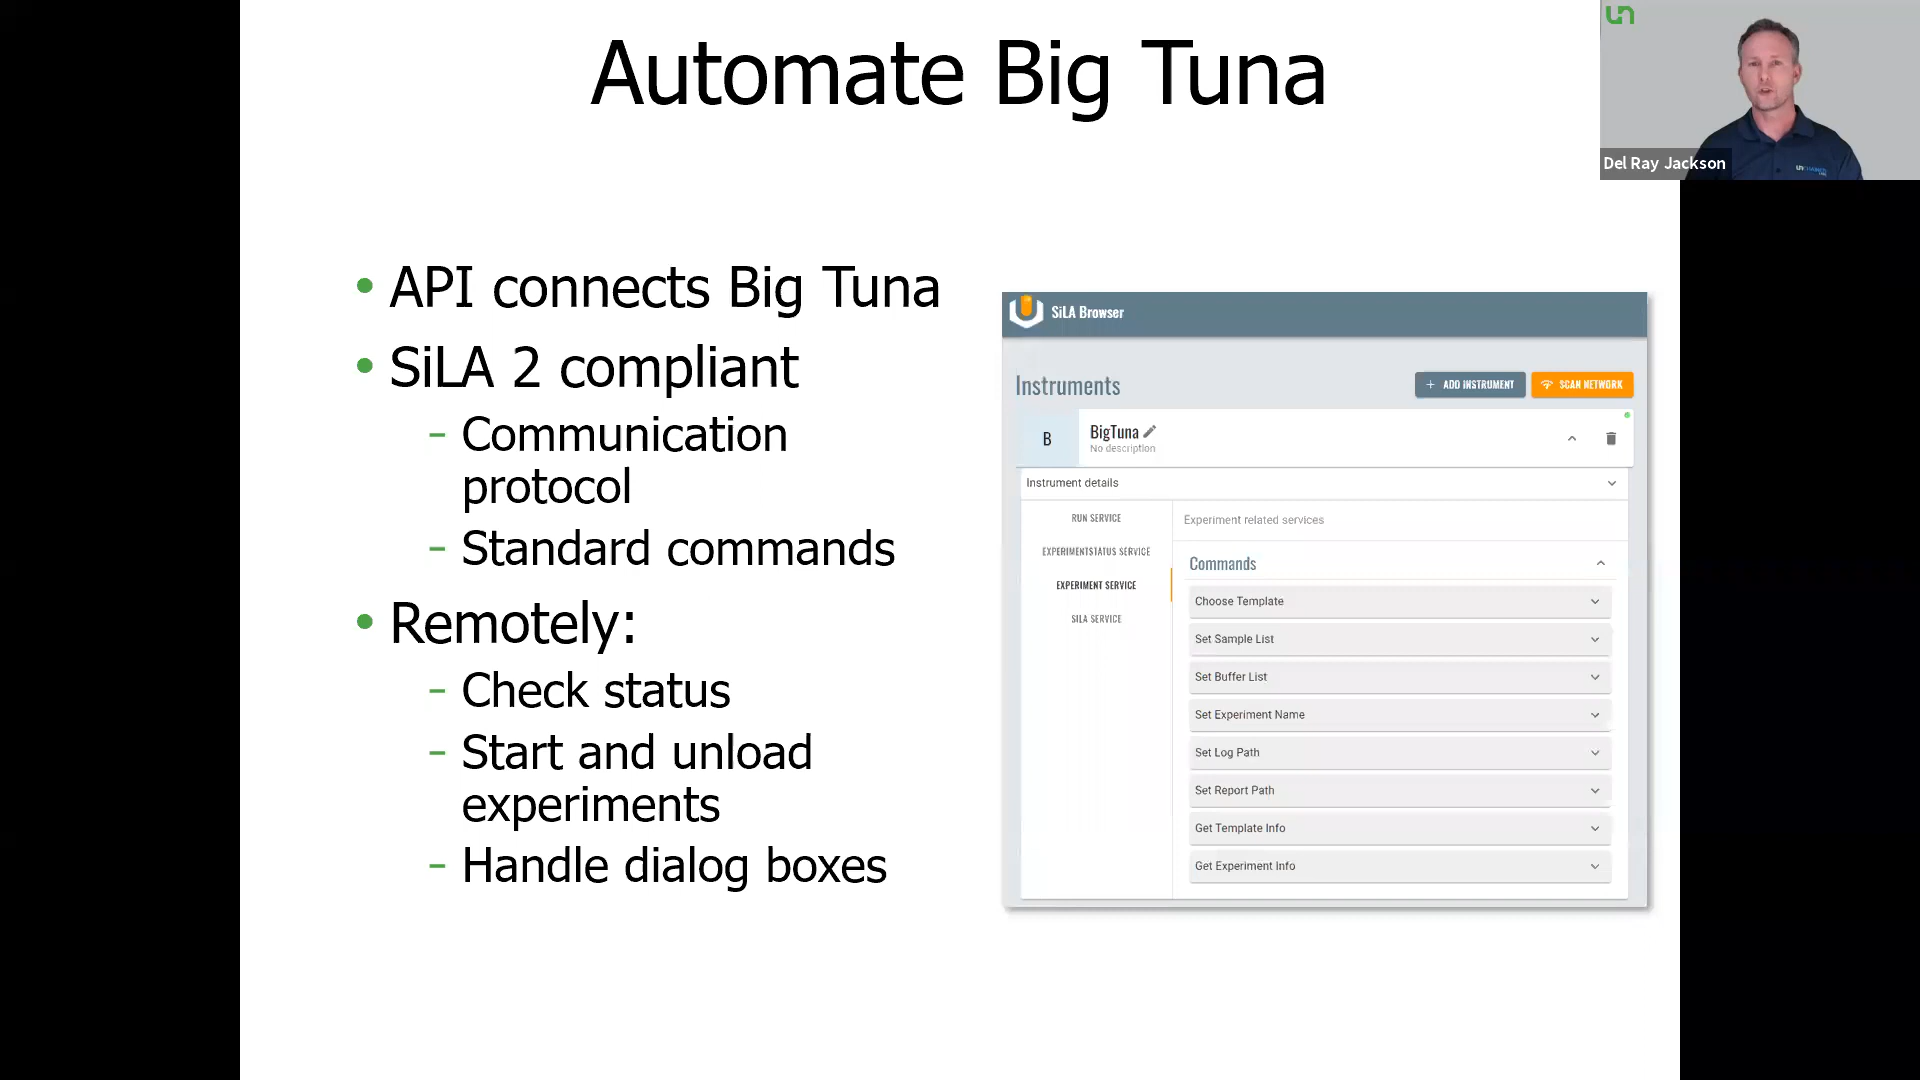 Automate Big Tuna
Del Ray Jackson
• API connects Big Tuna
• SiLA 2 compliant
– Communication
protocol
– Standard commands
• Remotely:
– Check status
– Start and unload
experiments
– Handle dialog boxes
SiLA Browser
Instruments
+ ADD INSTRUMENT
SCAN NETWORK
B
BigTuna
No description
Instrument details
RUN SERVICE
EXPERIMENTSTATUS SERVICE
EXPERIMENT SERVICE
SILA SERVICE
Experiment related services
Commands
Choose Template
Set Sample List
Set Buffer List
Set Experiment Name
Set Log Path
Set Report Path
Get Template Info
Get Experiment Info